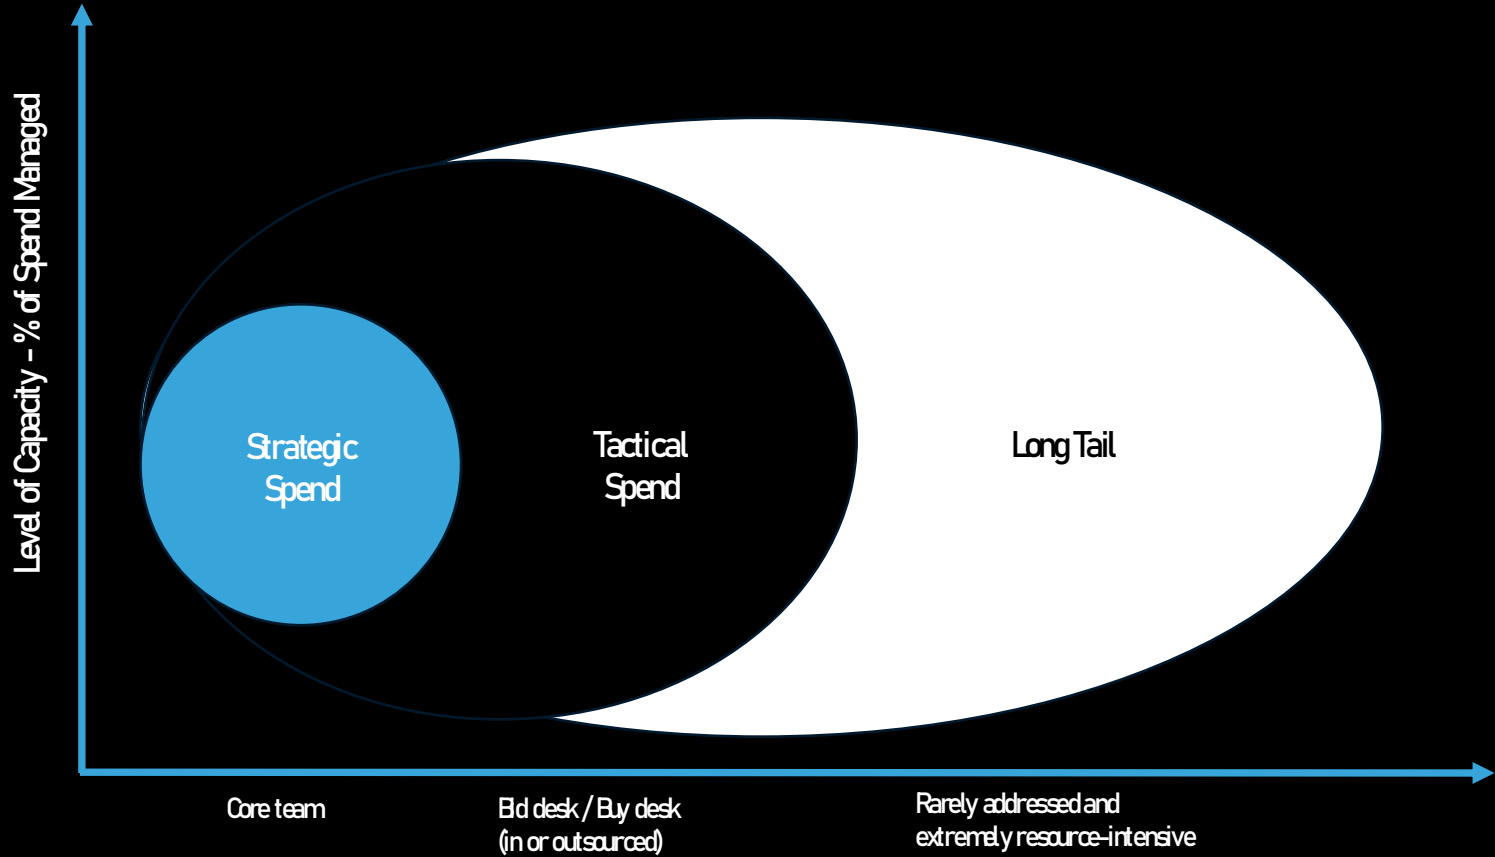 Level of Capacity - % of Spend Managed
Strategic
Spend
Tactical
Spend
Long Tail
Core team
Bid desk / Buy desk
(in or outsourced)
Rarely addressed and
extremely resource-intensive